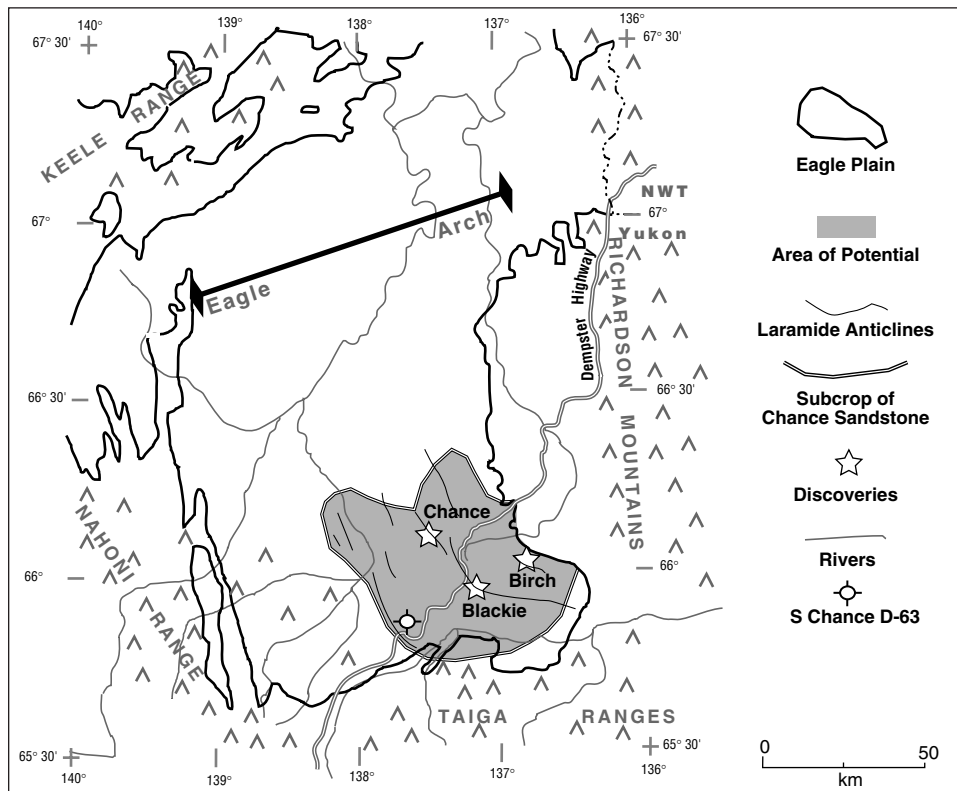 140°
139°
138°
137°
136°
67° 30'
67° 30'
KEELE RANGE
67°
NWT
67°
Yukon
Eagle Arch
Dempster Highway
RICHARDSON MOUNTAINS
66° 30'
66° 30'
Chance
Birch
Blackie
66°
66°
NAHONI RANGE
TAIGA RANGES
65° 30'
65° 30'
140°
139°
138°
137°
136°
Eagle Plain
Area of Potential
Laramide Anticlines
Subcrop of
Chance Sandstone
Discoveries
Rivers
S Chance D-63
0 50
km